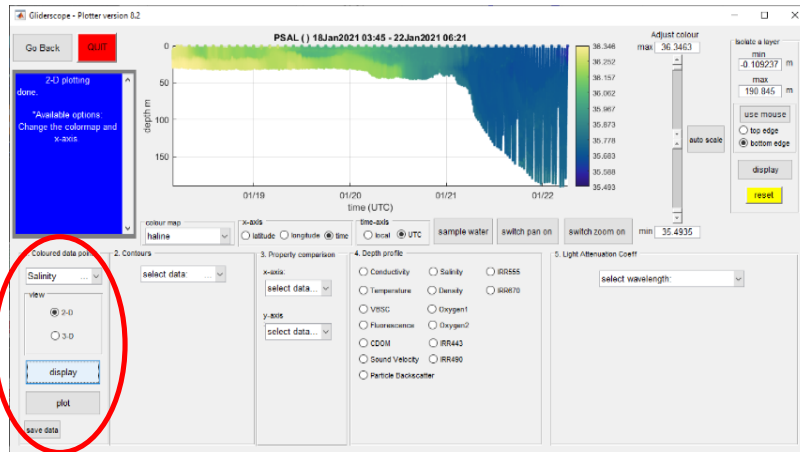 Gliderscope - Plotter version 8.2
Go Back
QUIT
2-D plotting
done.
"Available options:
Change the colormap and
x-axis
PSAL ( ) 18Jan2021 03:45 - 22Jan2021 06:21
0
50
100
150
depth m
01/19
01/20
01/21
01/22
time (UTC)
36.346
36.252
36.157
36.062
35.967
35.873
35.778
35.683
35.588
35.493
Adjust colour
max 36.3463
auto scale
min 35.4935
Isolate a layer
min
-0.109237 m
max
190.845 m
use mouse
top edge
bottom edge
display
reset
colour map
haline
x-axis
latitude
longitude
time
time-axis
local
UTC
sample water
switch pan on
switch zoom on
Coloured data point
Salinity ...
view
2-D
3-D
display
plot
save data
2. Contours
select data: ...
3. Property comparison
x-axis:
select data...
y-axis
select data...
4. Depth profile
Conductivity
Salinity
IRR555
Temperature
Density
IRR670
VBSC
Oxygen1
Fluorescence
Oxygen2
CDOM
IRR443
Sound Velocity
IRR490
Particle Backscatter
5. Light Attenuation Coeff
select wavelength: